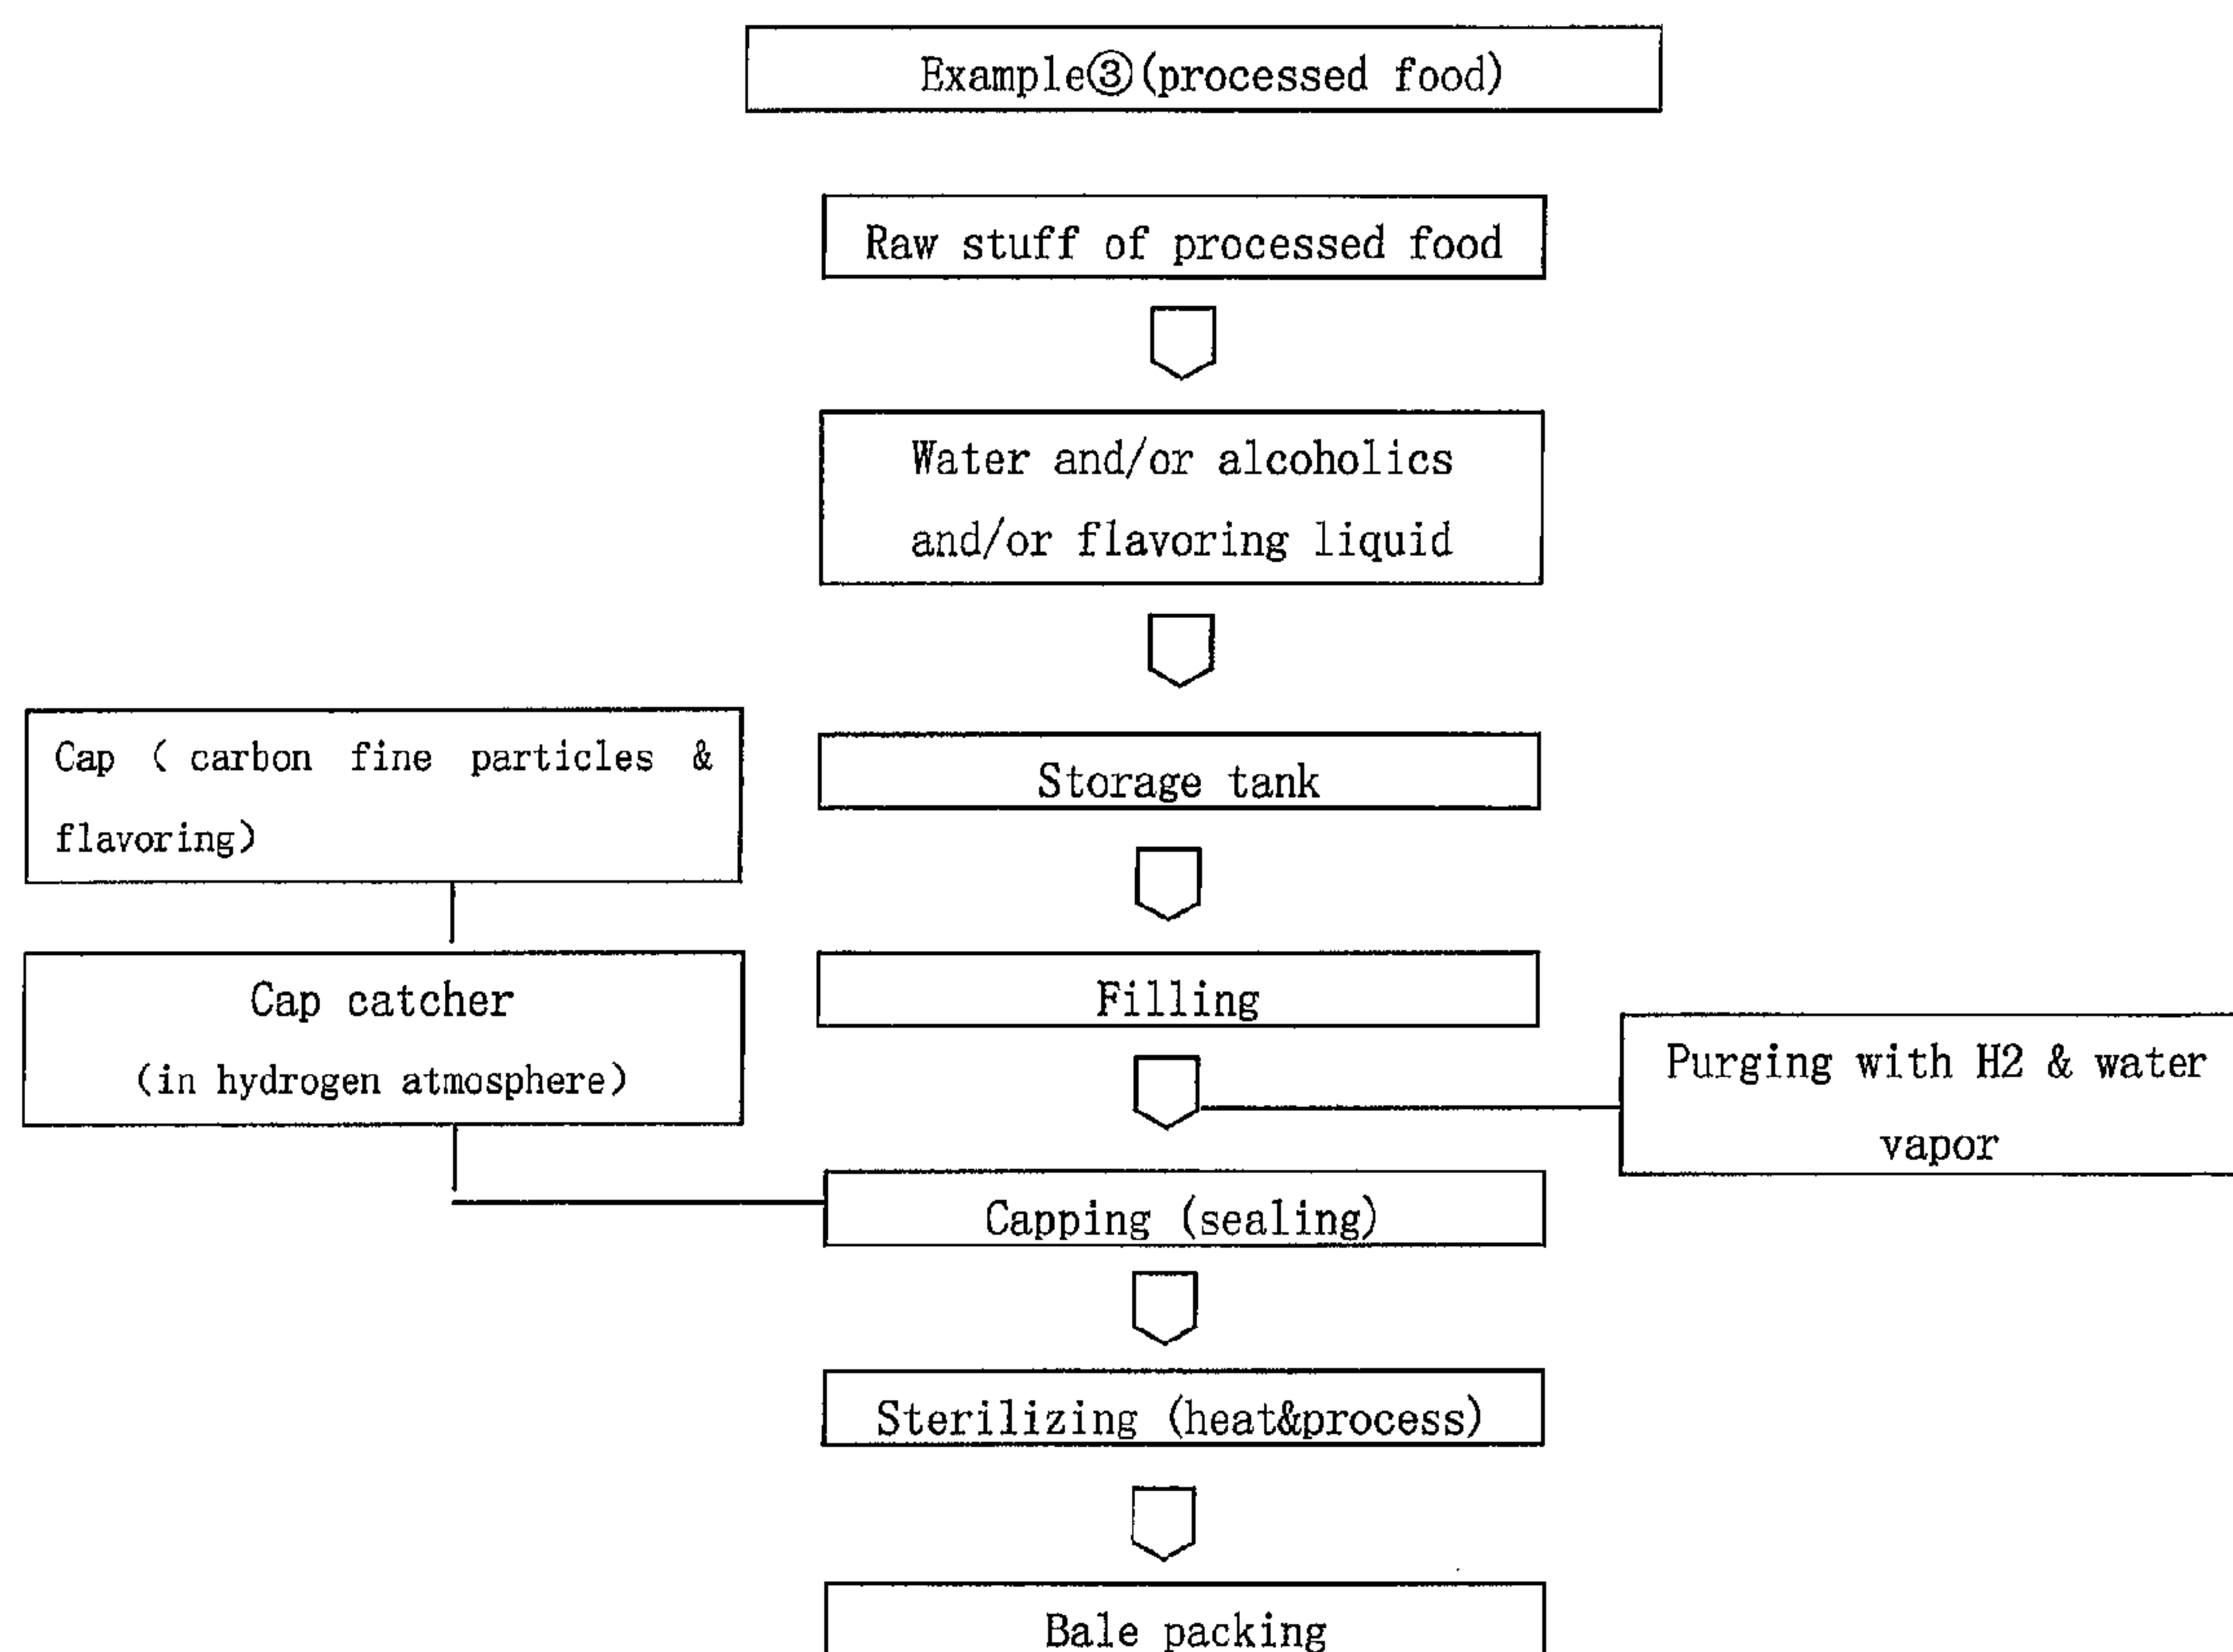 Example③(processed food)
Raw stuff of processed food
Water and/or alcoholics
and/or flavoring liquid
Cap ( carbon fine particles &
flavoring)
Storage tank
Cap catcher
(in hydrogen atmosphere)
Filling
Purging with H2 & water
vapor
Capping (sealing)
Sterilizing (heat&process)
Bale packing